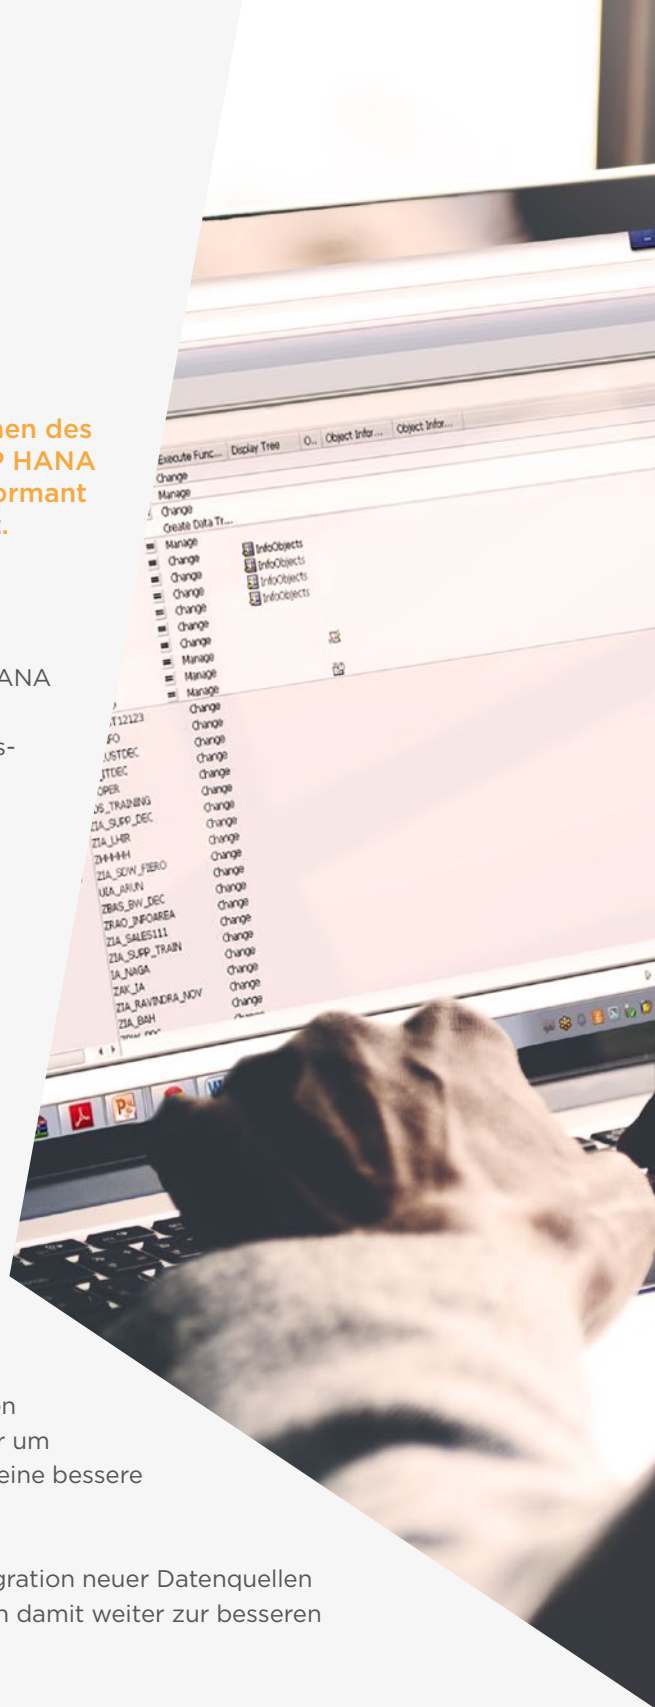 nen des
P HANA
ormant
t.
ANA
s-
Execute Func... Display Tree O.. Object Infor... Object Infor...
Change
Manage
Change
Create Data Tr...
Manage InfoObjects
Change InfoObjects
Change InfoObjects
Change InfoObjects
Change
Change
Change
Manage
Manage
Manage
T12123 Change
FO Change
USTDEC Change
ITDEC Change
OPER Change
DS_TRAINING Change
ZIA_SUPP_DEC Change
ZIA_LHIR Change
ZHHHHH Change
ZIA_SDW_FIERO Change
UIA_ARUN Change
ZBAS_BW_DEC Change
ZRAO_INFOAREA Change
ZIA_SALES111 Change
ZIA_SUPP_TRAIN Change
IA_NAGA Change
ZAK_IA Change
ZIA_RAVINDRA_NOV Change
ZIA_BAH Change
n
r um
eine bessere
gration neuer Datenquellen
n damit weiter zur besseren